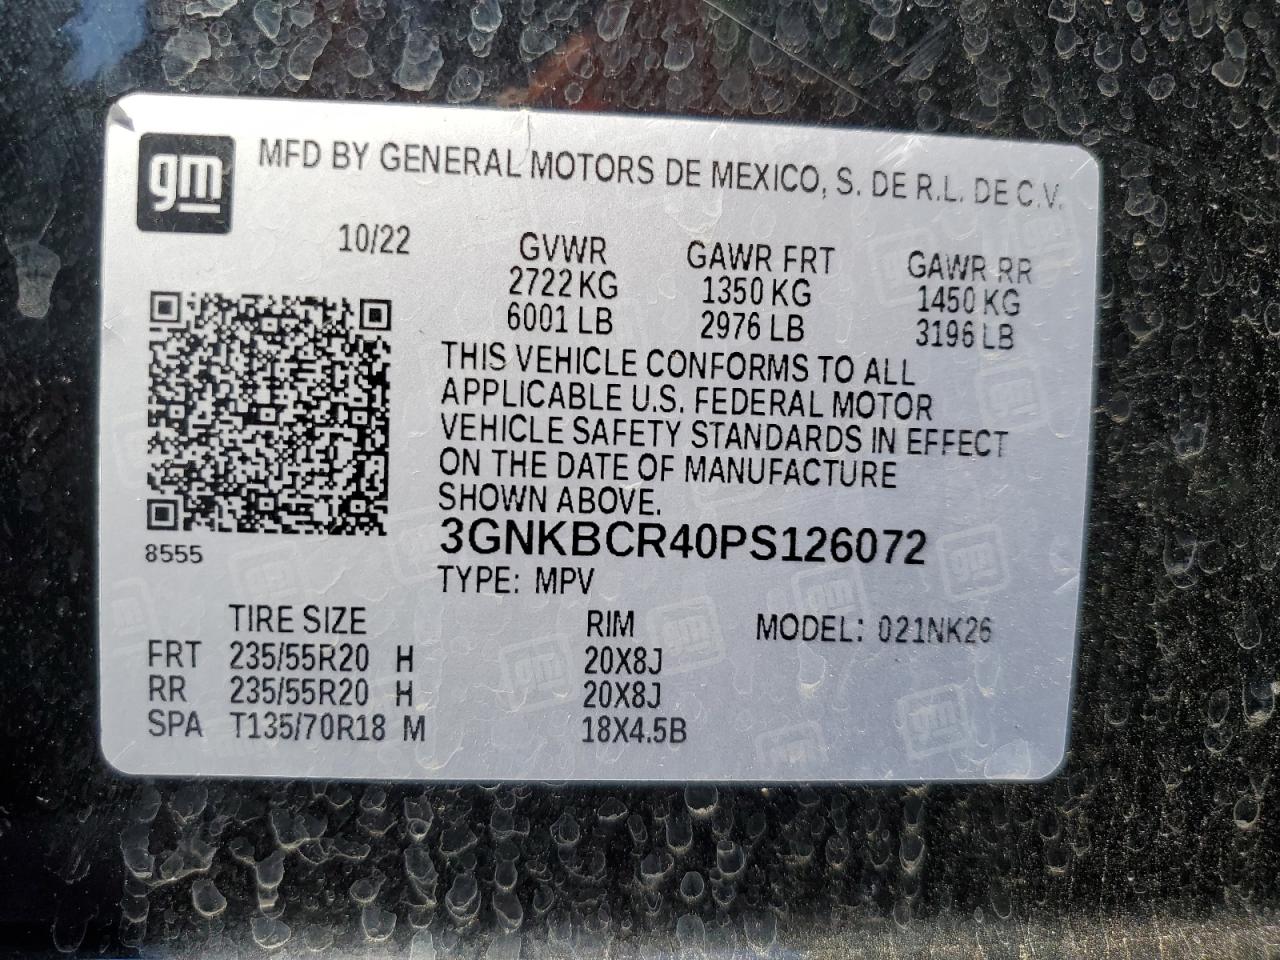 gm
MFD BY GENERAL MOTORS DE MEXICO, S. DE R.L. DE C.V.
10/22
GVWR GAWR FRT GAWR RR
2722 KG 1350 KG 1450 KG
6001 LB 2976 LB 3196 LB
THIS VEHICLE CONFORMS TO ALL
APPLICABLE U.S. FEDERAL MOTOR
VEHICLE SAFETY STANDARDS IN EFFECT
ON THE DATE OF MANUFACTURE
SHOWN ABOVE.
3GNKBCR40PS126072
8555
TYPE: MPV
TIRE SIZE RIM MODEL: 021NK26
FRT 235/55R20 H 20X8J
RR 235/55R20 H 20X8J
SPA T135/70R18 M 18X4.5B